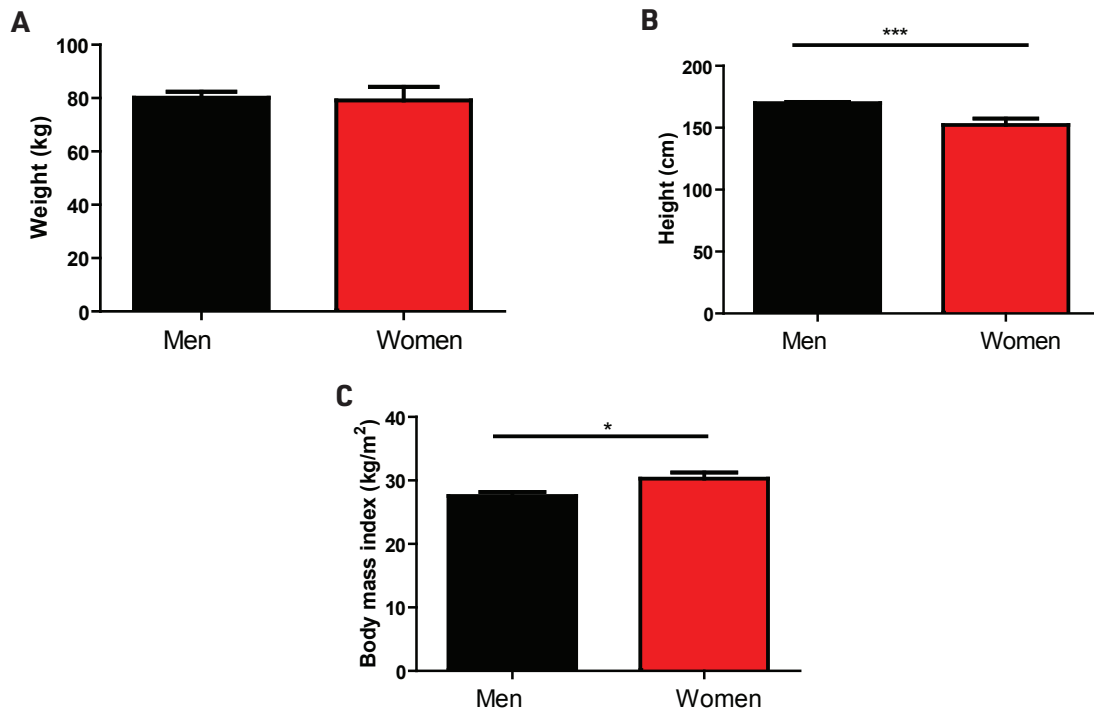 A
Weight (kg)
100
80
60
40
20
0
Men Women
B
***
Height (cm)
200
150
100
50
0
Men Women
C
*
Body mass index (kg/m²)
40
30
20
10
0
Men Women